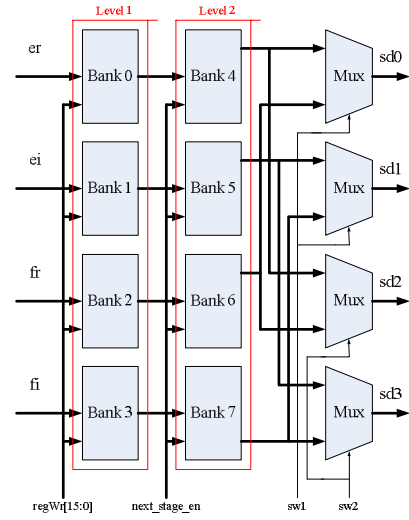 Level 1 Level 2
er Bank 0 Bank 4 Mux sd0
ei Bank 1 Bank 5 Mux sd1
fr Bank 2 Bank 6 Mux sd2
fi Bank 3 Bank 7 Mux sd3
regWr[15:0] next_stage_en sw1 sw2